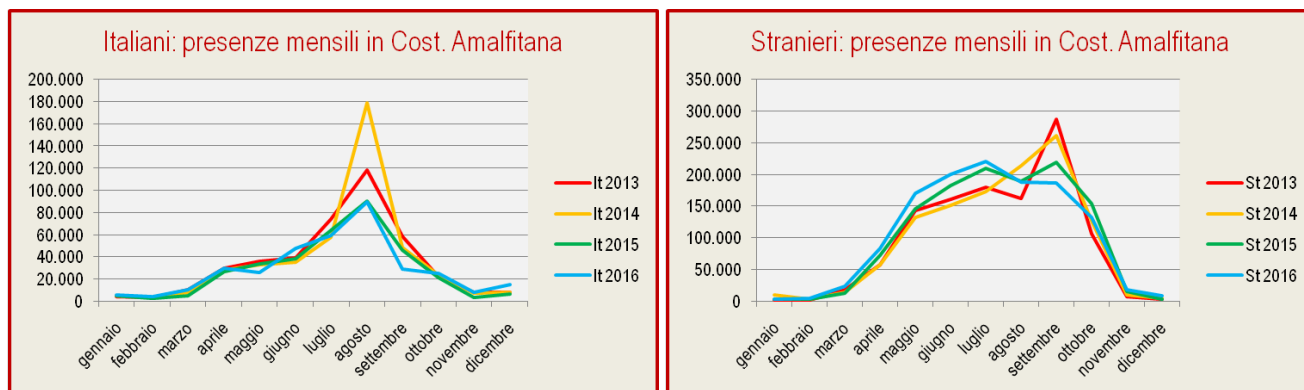 Italiani: presenze mensili in Cost. Amalfitana
200.000
180.000
160.000
140.000
120.000
100.000
80.000
60.000
40.000
20.000
0
gennaio
febbraio
marzo
aprile
maggio
giugno
luglio
agosto
settembre
ottobre
novembre
dicembre
It 2013
It 2014
It 2015
It 2016
Stranieri: presenze mensili in Cost. Amalfitana
350.000
300.000
250.000
200.000
150.000
100.000
50.000
0
gennaio
febbraio
marzo
aprile
maggio
giugno
luglio
agosto
settembre
ottobre
novembre
dicembre
St 2013
St 2014
St 2015
St 2016